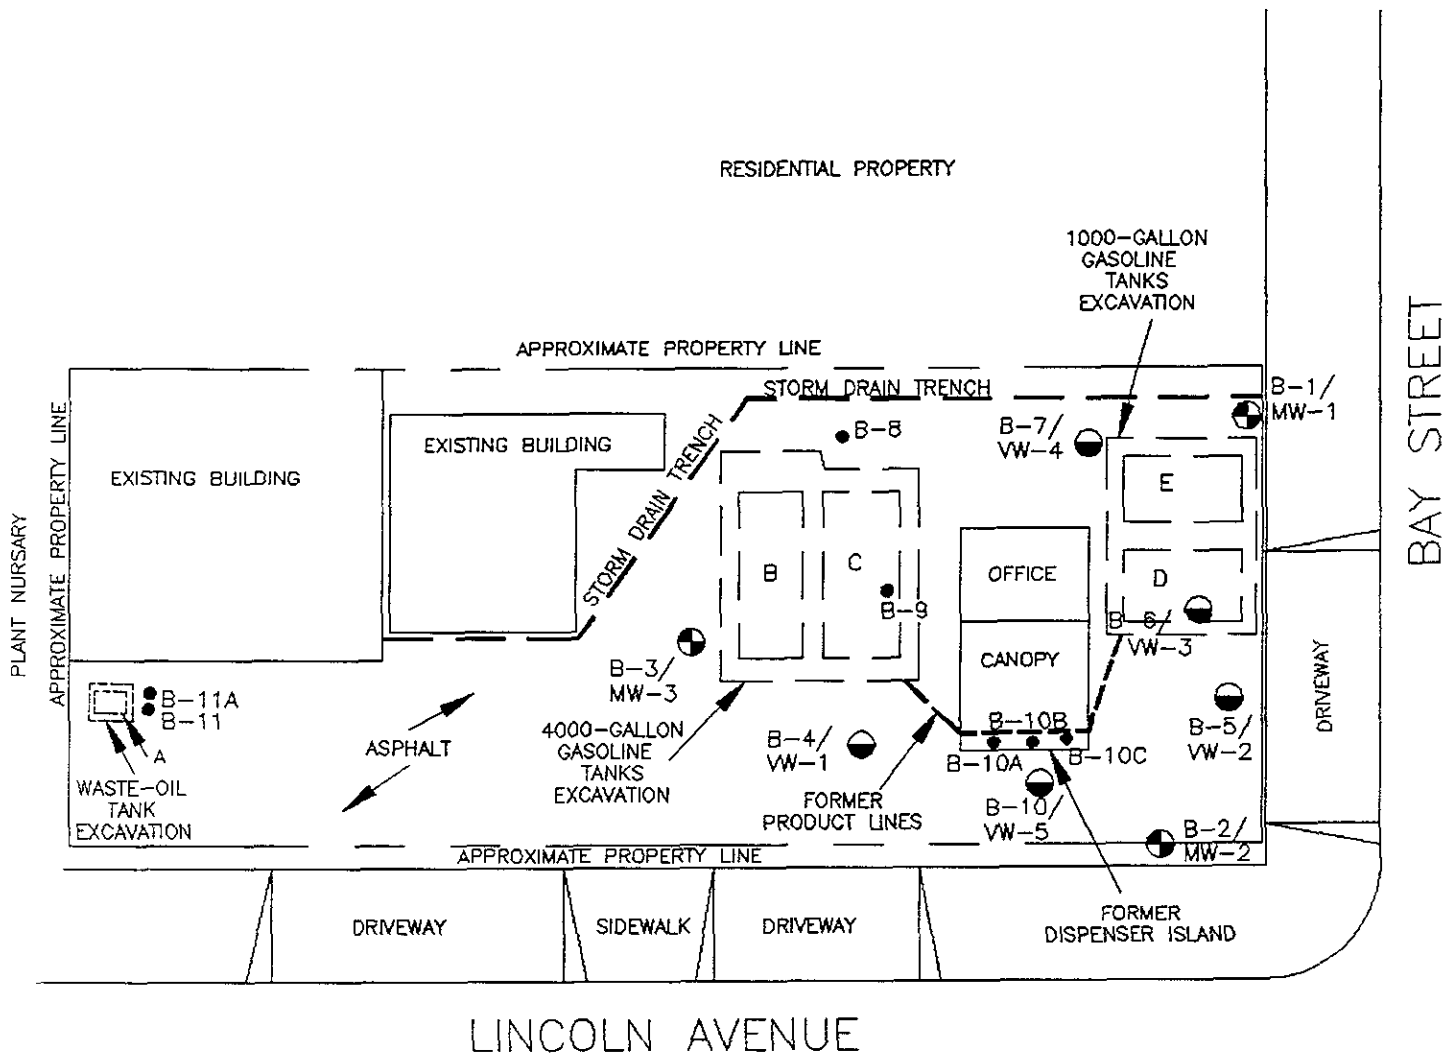 RESIDENTIAL PROPERTY
1000-GALLON
GASOLINE
TANKS
EXCAVATION
BAY STREET
APPROXIMATE PROPERTY LINE
STORM DRAIN TRENCH
B-1/
MW-1
B-8
B-7/
VW-4
EXISTING BUILDING
EXISTING BUILDING
STORM DRAIN TRENCH
PLANT NURSARY
APPROXIMATE PROPERTY LINE
E
B
C
OFFICE
D
B-9
B-6/
VW-3
CANOPY
B-3/
MW-3
B-11A
B-11
A
WASTE-OIL
TANK
EXCAVATION
ASPHALT
4000-GALLON
GASOLINE
TANKS
EXCAVATION
B-4/
VW-1
B-10B
B-10A
B-10C
B-5/
VW-2
DRIVEWAY
FORMER
PRODUCT LINES
B-10/
VW-5
B-2/
MW-2
APPROXIMATE PROPERTY LINE
DRIVEWAY
SIDEWALK
DRIVEWAY
FORMER
DISPENSER ISLAND
LINCOLN AVENUE